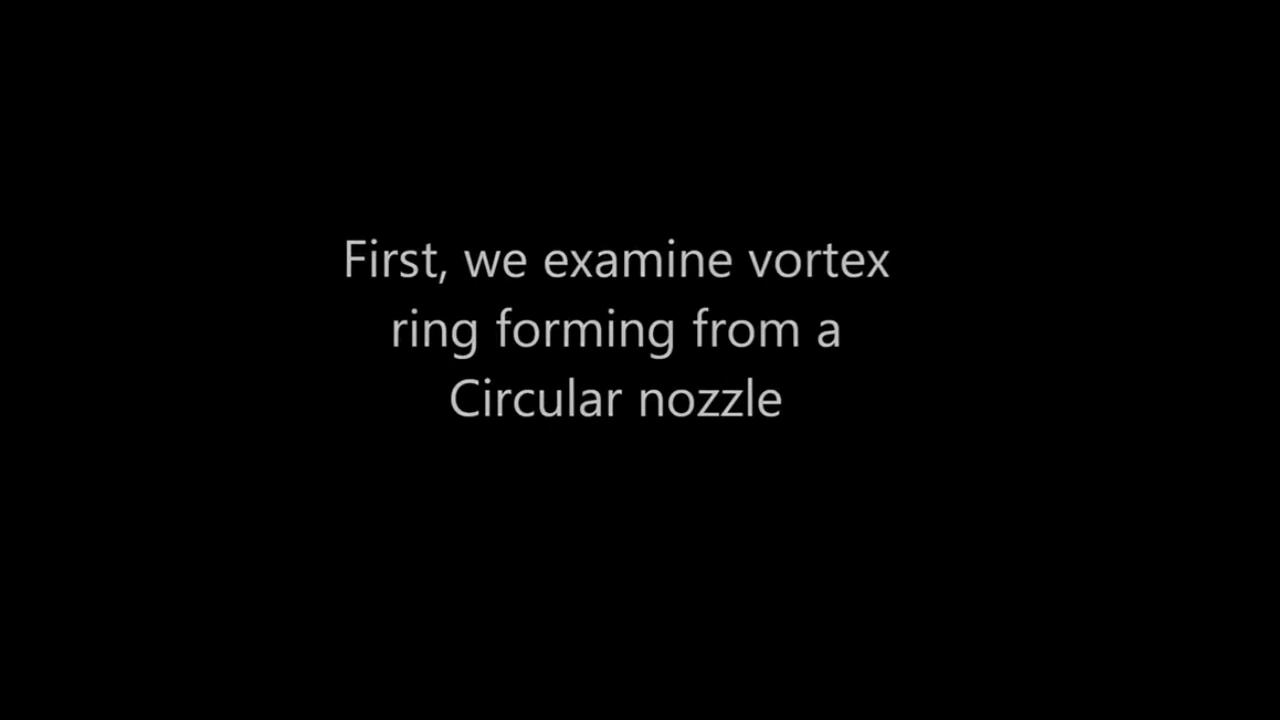 First, we examine vortex
ring forming from a
Circular nozzle